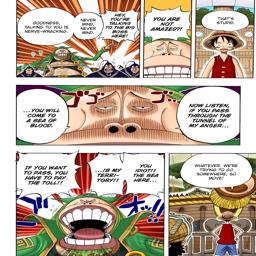 THAT'S
STUPID.
YOU ARE
NOT
AMAZED?!
HEY,
YOU'RE
TALKING
TO THE BIG
BOSS
HERE!
NEVER
MIND,
NEVER
MIND.
GOODNESS,
TALKING TO
YOU IS
NERVE-WRACKING.
NOW LISTEN,
IF YOU PASS
THROUGH THE
TUNNEL OF
MY ANGER...
...YOU WILL
COME TO
A SEA OF
BLOOD.
WHATEVER. WE'RE
TRYING TO GO
SOMEWHERE, SO
MOVE!
YOU
IDIOT!!
THE SEA
HERE...
...IS MY
TERRI-
TORY!!
IF YOU WANT
TO PASS, YOU
HAVE TO PAY
THE TOLL!!